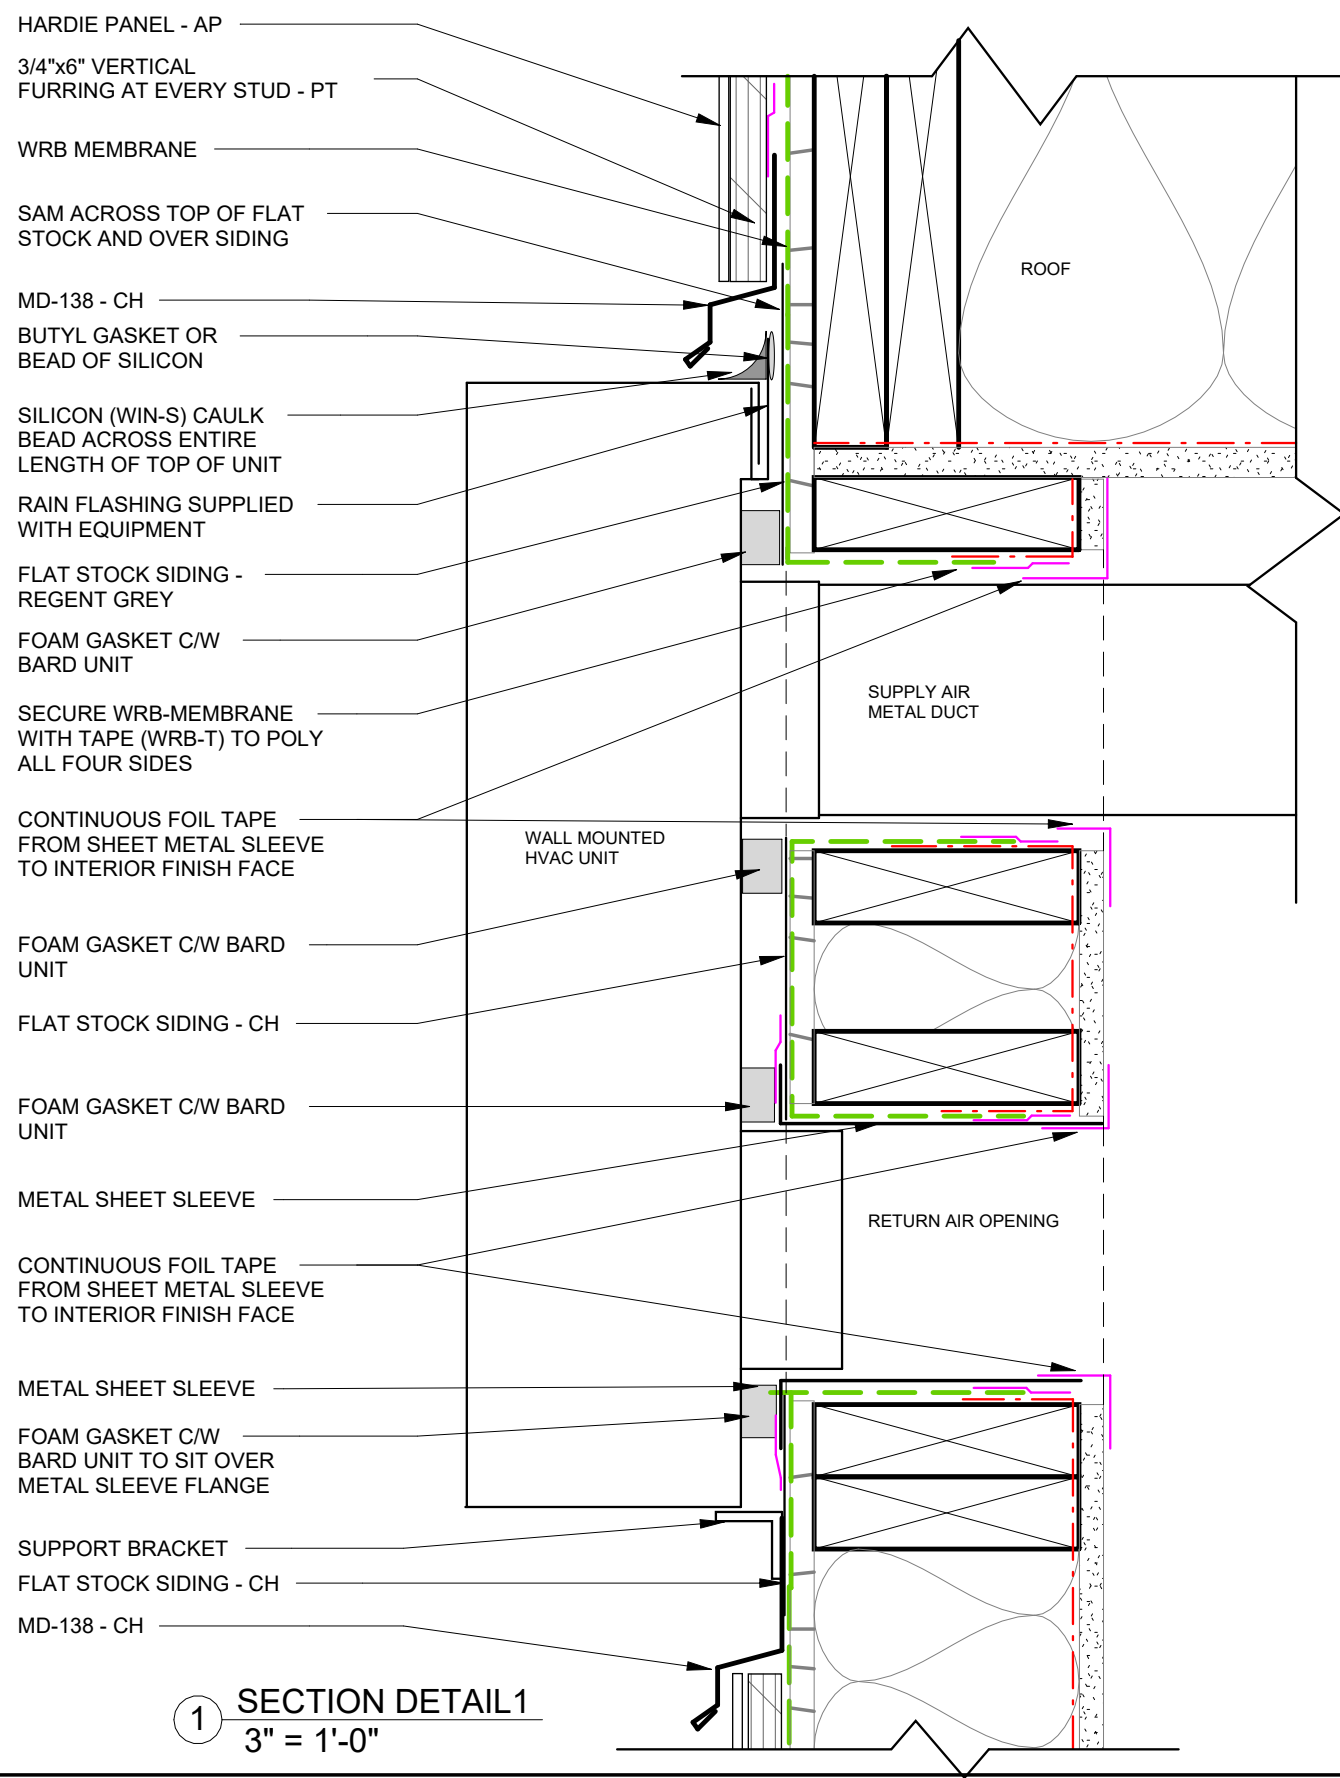 HARDIE PANEL - AP
3/4"x6" VERTICAL
FURRING AT EVERY STUD - PT
WRB MEMBRANE
SAM ACROSS TOP OF FLAT
STOCK AND OVER SIDING
MD-138 - CH
BUTYL GASKET OR
BEAD OF SILICON
SILICON (WIN-S) CAULK
BEAD ACROSS ENTIRE
LENGTH OF TOP OF UNIT
RAIN FLASHING SUPPLIED
WITH EQUIPMENT
FLAT STOCK SIDING -
REGENT GREY
FOAM GASKET C/W
BARD UNIT
SECURE WRB-MEMBRANE
WITH TAPE (WRB-T) TO POLY
ALL FOUR SIDES
CONTINUOUS FOIL TAPE
FROM SHEET METAL SLEEVE
TO INTERIOR FINISH FACE
FOAM GASKET C/W BARD
UNIT
FLAT STOCK SIDING - CH
FOAM GASKET C/W BARD
UNIT
METAL SHEET SLEEVE
CONTINUOUS FOIL TAPE
FROM SHEET METAL SLEEVE
TO INTERIOR FINISH FACE
METAL SHEET SLEEVE
FOAM GASKET C/W
BARD UNIT TO SIT OVER
METAL SLEEVE FLANGE
SUPPORT BRACKET
FLAT STOCK SIDING - CH
MD-138 - CH
ROOF
SUPPLY AIR
METAL DUCT
WALL MOUNTED
HVAC UNIT
RETURN AIR OPENING
1 SECTION DETAIL1
3" = 1'-0"